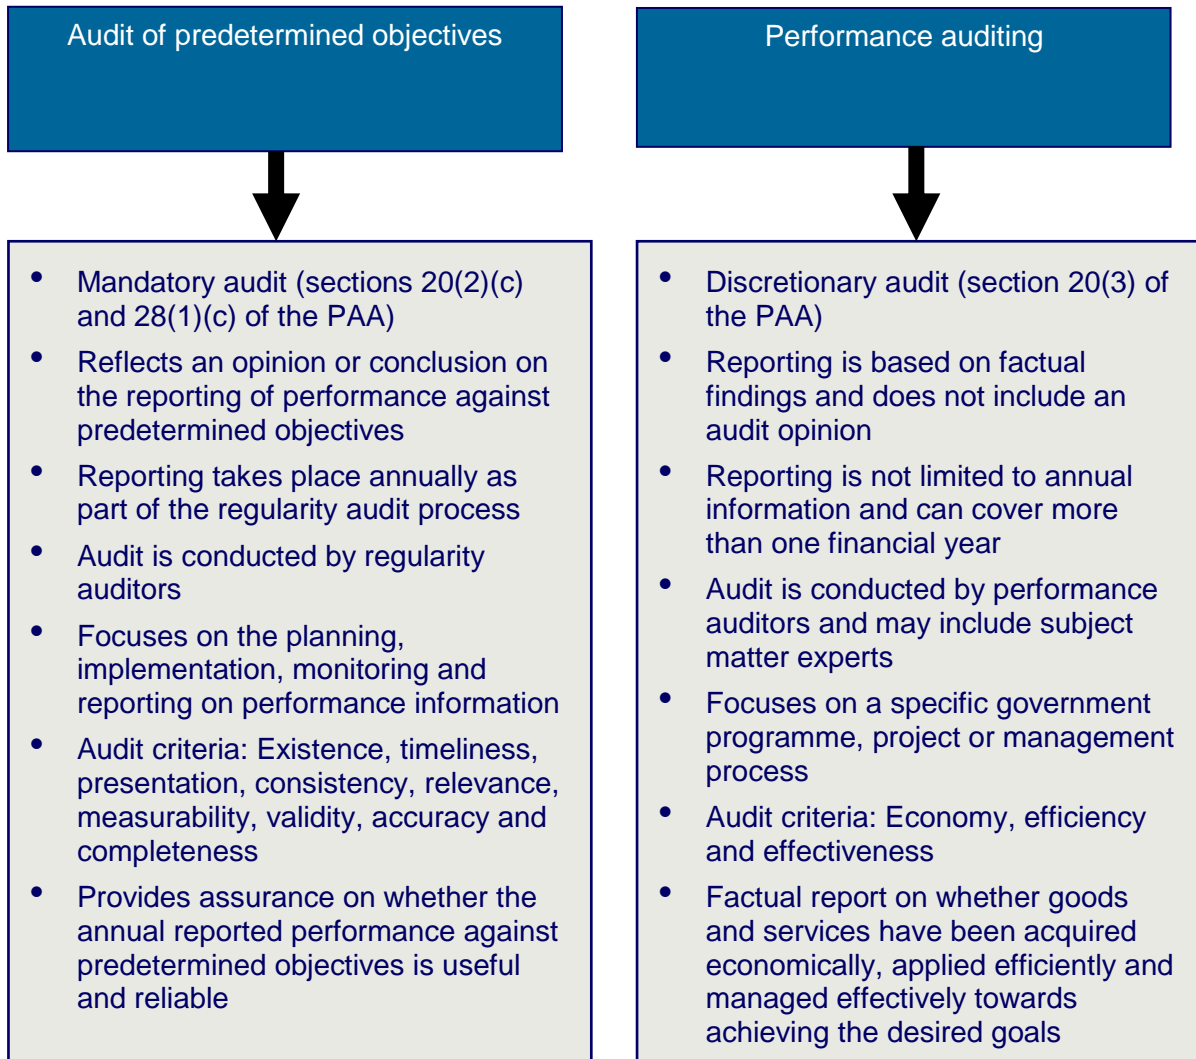 Audit of predetermined objectives
• Mandatory audit (sections 20(2)(c)
and 28(1)(c) of the PAA)
• Reflects an opinion or conclusion on
the reporting of performance against
predetermined objectives
• Reporting takes place annually as
part of the regularity audit process
• Audit is conducted by regularity
auditors
• Focuses on the planning,
implementation, monitoring and
reporting on performance information
• Audit criteria: Existence, timeliness,
presentation, consistency, relevance,
measurability, validity, accuracy and
completeness
• Provides assurance on whether the
annual reported performance against
predetermined objectives is useful
and reliable
Performance auditing
• Discretionary audit (section 20(3) of
the PAA)
• Reporting is based on factual
findings and does not include an
audit opinion
• Reporting is not limited to annual
information and can cover more
than one financial year
• Audit is conducted by performance
auditors and may include subject
matter experts
• Focuses on a specific government
programme, project or management
process
• Audit criteria: Economy, efficiency
and effectiveness
• Factual report on whether goods
and services have been acquired
economically, applied efficiently and
managed effectively towards
achieving the desired goals